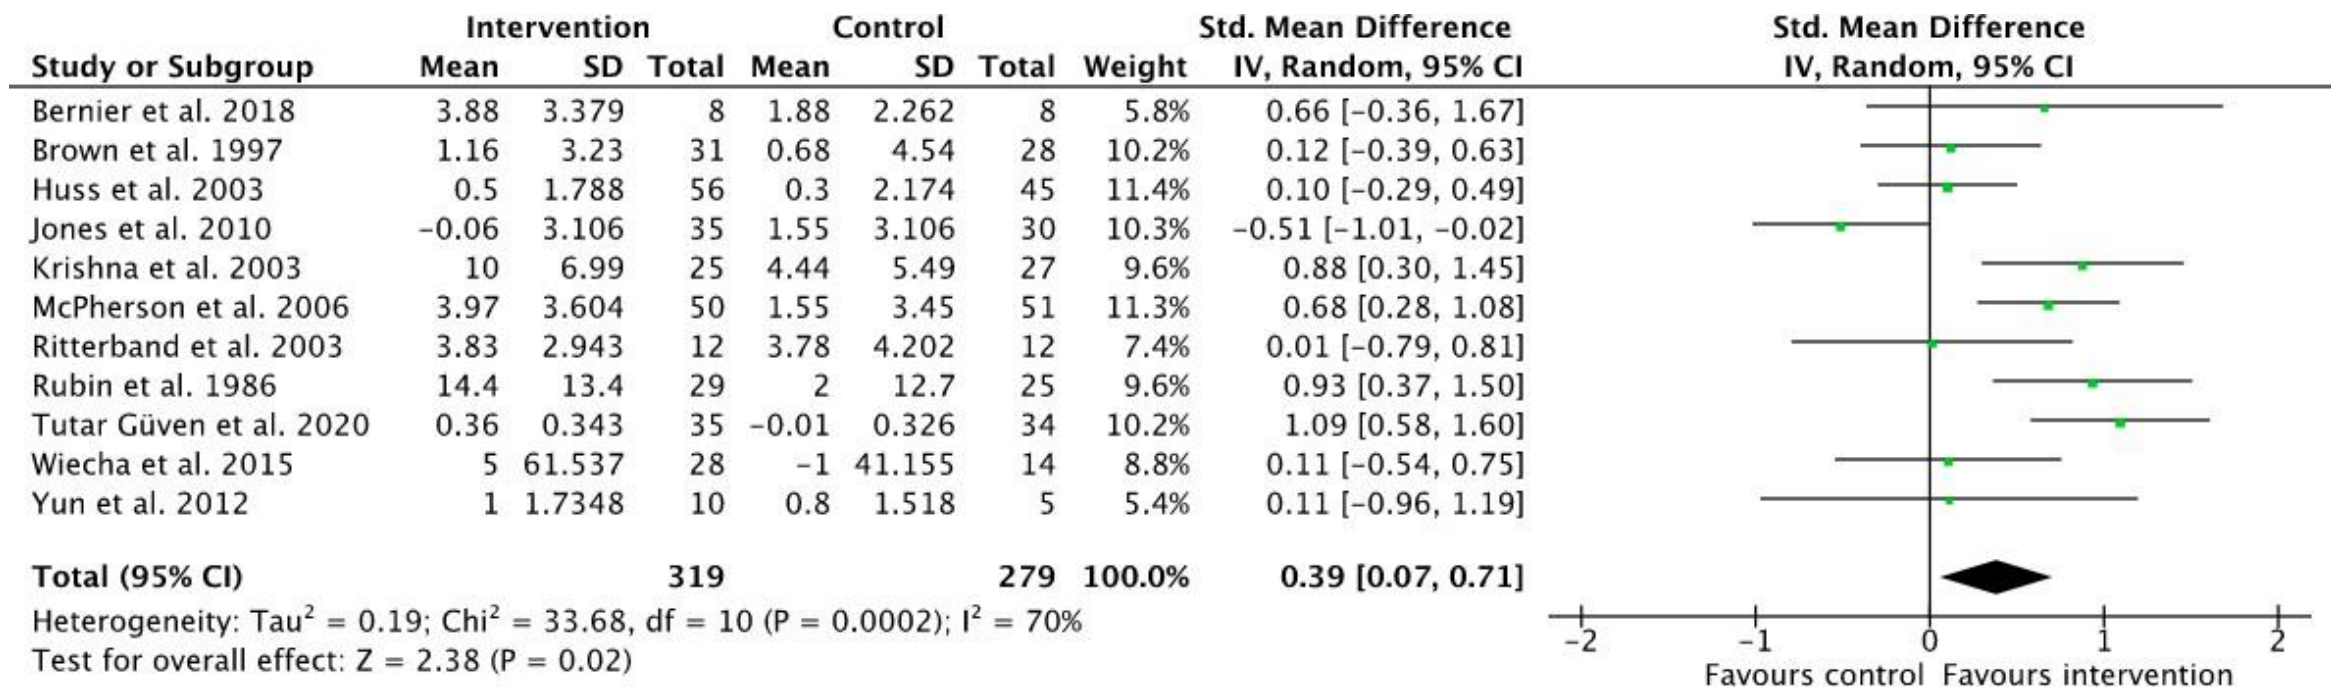 Intervention Control Std. Mean Difference Std. Mean Difference
Study or Subgroup Mean SD Total Mean SD Total Weight IV, Random, 95% CI IV, Random, 95% CI
Bernier et al. 2018 3.88 3.379 8 1.88 2.262 8 5.8% 0.66 [−0.36, 1.67]
Brown et al. 1997 1.16 3.23 31 0.68 4.54 28 10.2% 0.12 [−0.39, 0.63]
Huss et al. 2003 0.5 1.788 56 0.3 2.174 45 11.4% 0.10 [−0.29, 0.49]
Jones et al. 2010 −0.06 3.106 35 1.55 3.106 30 10.3% −0.51 [−1.01, −0.02]
Krishna et al. 2003 10 6.99 25 4.44 5.49 27 9.6% 0.88 [0.30, 1.45]
McPherson et al. 2006 3.97 3.604 50 1.55 3.45 51 11.3% 0.68 [0.28, 1.08]
Ritterband et al. 2003 3.83 2.943 12 3.78 4.202 12 7.4% 0.01 [−0.79, 0.81]
Rubin et al. 1986 14.4 13.4 29 2 12.7 25 9.6% 0.93 [0.37, 1.50]
Tutar Güven et al. 2020 0.36 0.343 35 −0.01 0.326 34 10.2% 1.09 [0.58, 1.60]
Wiecha et al. 2015 5 61.537 28 −1 41.155 14 8.8% 0.11 [−0.54, 0.75]
Yun et al. 2012 1 1.7348 10 0.8 1.518 5 5.4% 0.11 [−0.96, 1.19]
Total (95% CI) 319 279 100.0% 0.39 [0.07, 0.71]
Heterogeneity: Tau² = 0.19; Chi² = 33.68, df = 10 (P = 0.0002); I² = 70%
Test for overall effect: Z = 2.38 (P = 0.02)
−2 −1 0 1 2
Favours control Favours intervention